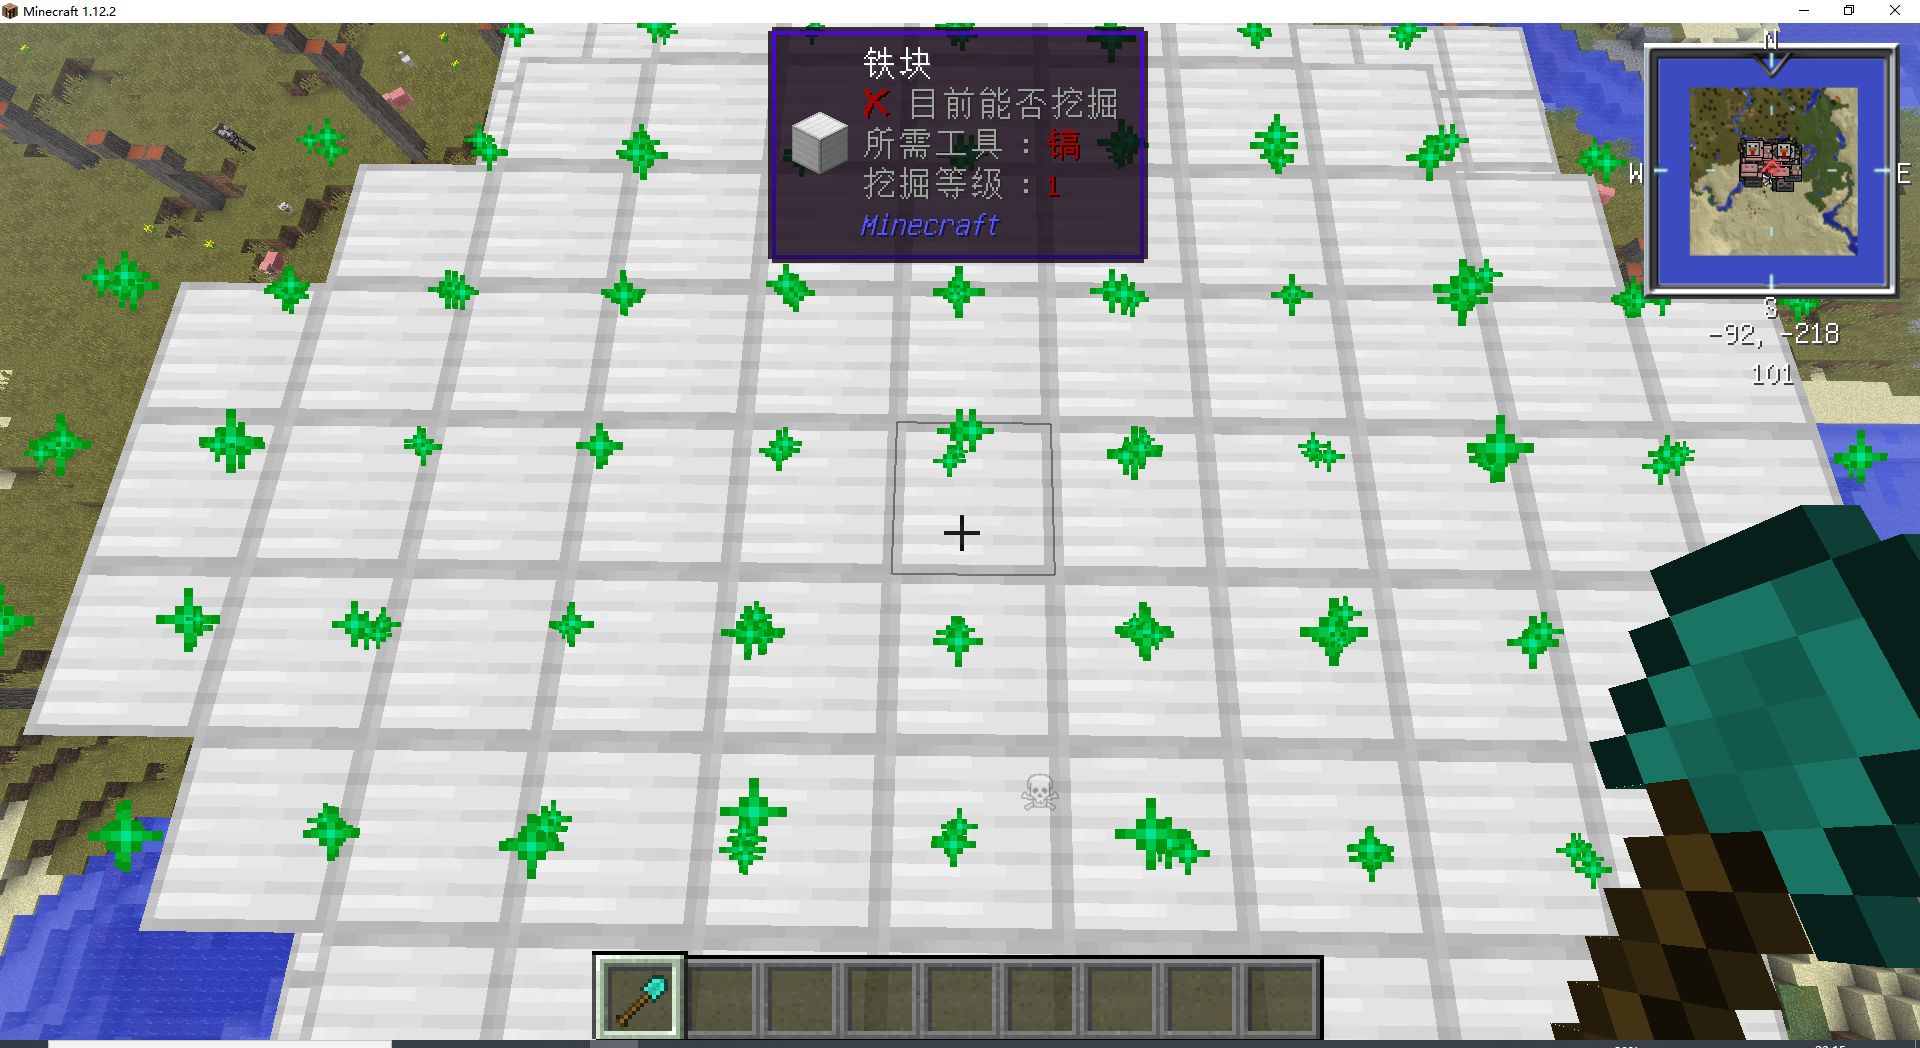 Minecraft 1.12.2
铁块
目前能否挖掘
所需工具 : 镐
挖掘等级 : 1
Minecraft
N
W
E
S
-92, -218
101